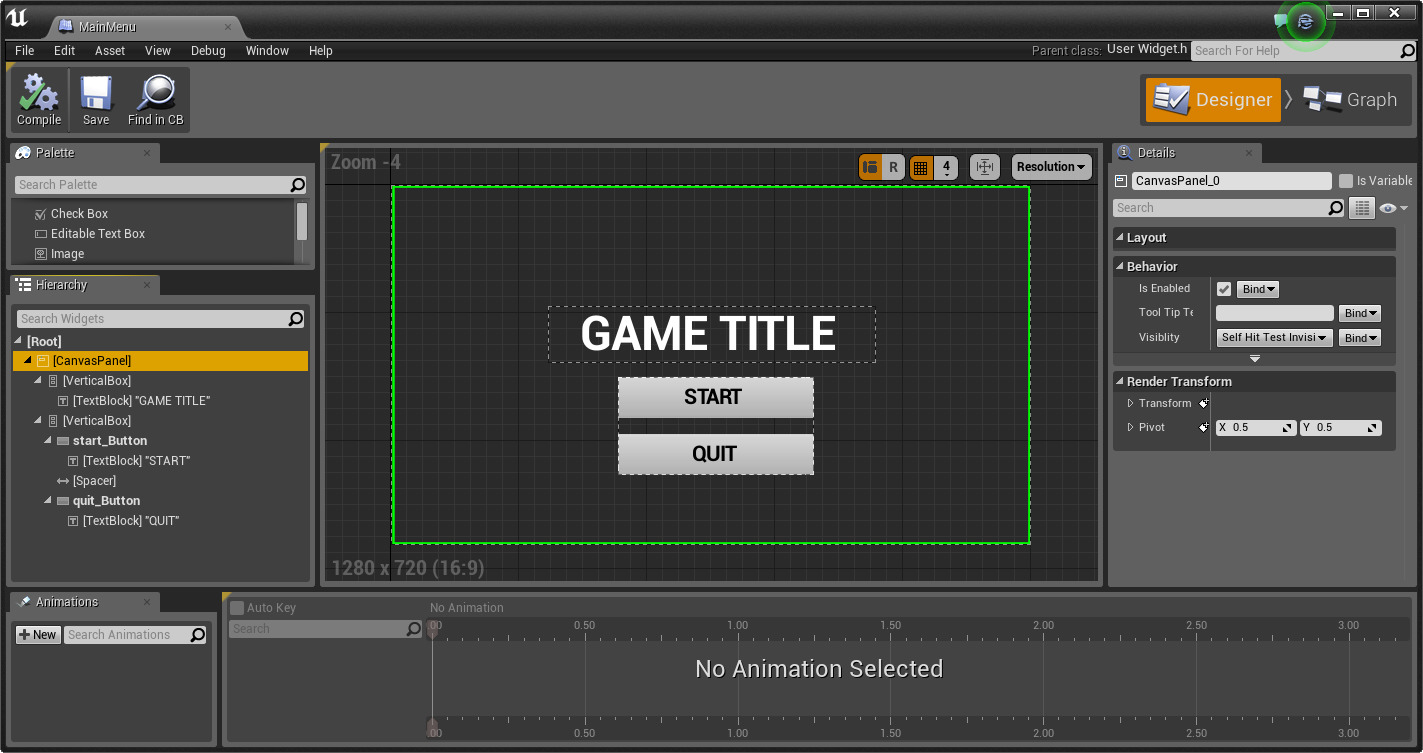 MainMenu
File Edit Asset View Debug Window Help
Parent class: User Widget.h Search For Help
Compile Save Find in CB
Designer Graph
Palette
Search Palette
Check Box
Editable Text Box
Image
Hierarchy
Search Widgets
[Root]
[CanvasPanel]
[VerticalBox]
[TextBlock] "GAME TITLE"
[VerticalBox]
start_Button
[TextBlock] "START"
[Spacer]
quit_Button
[TextBlock] "QUIT"
Zoom -4
R 4 Resolution
GAME TITLE
START
QUIT
1280 x 720 (16:9)
Details
CanvasPanel_0 Is Variable
Search
Layout
Behavior
Is Enabled Bind
Tool Tip Te Bind
Visiblity Self Hit Test Invisi Bind
Render Transform
Transform
Pivot X 0.5 Y 0.5
Animations
New Search Animations
Auto Key No Animation
Search
00 0.50 1.00 1.50 2.00 2.50 3.00
No Animation Selected
00 0.50 1.00 1.50 2.00 2.50 3.00